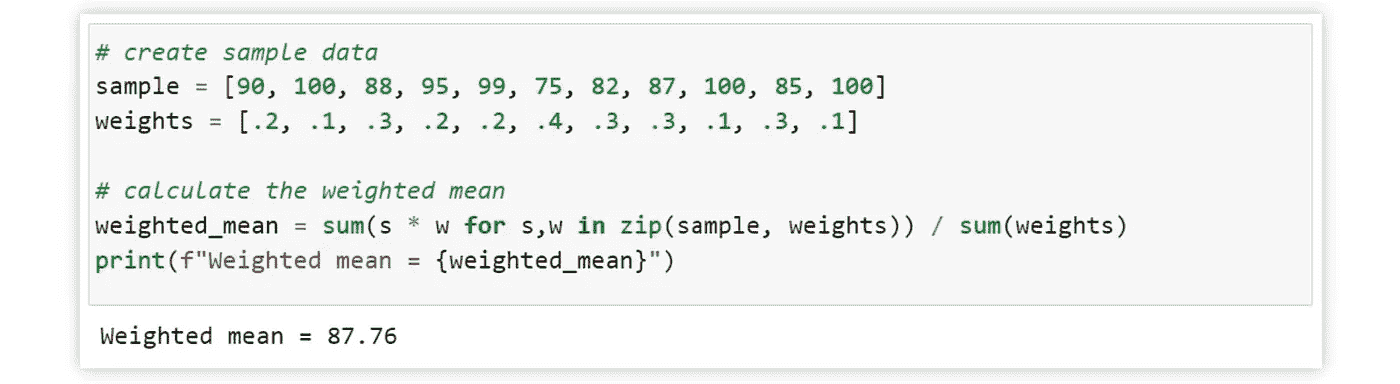 # create sample data
sample = [90, 100, 88, 95, 99, 75, 82, 87, 100, 85, 100]
weights = [.2, .1, .3, .2, .2, .4, .3, .3, .1, .3, .1]
# calculate the weighted mean
weighted_mean = sum(s * w for s,w in zip(sample, weights)) / sum(weights)
print(f"Weighted mean = {weighted_mean}")
Weighted mean = 87.76